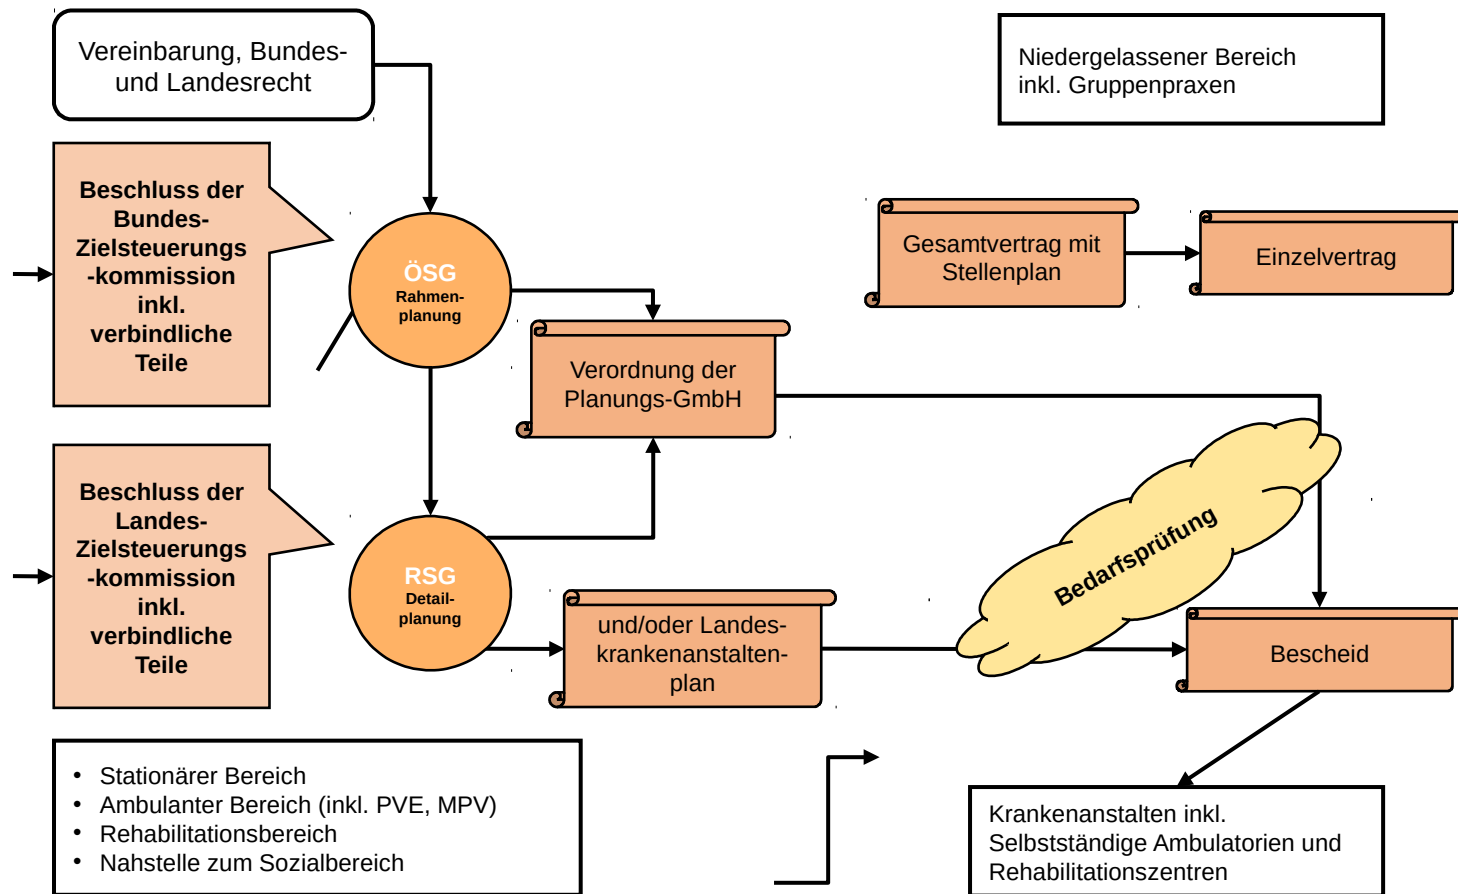 Vereinbarung, Bundes-
und Landesrecht
Niedergelassener Bereich
inkl. Gruppenpraxen
Beschluss der
Bundes-
Zielsteuerungs
-kommission
inkl.
verbindliche
Teile
ÖSG
Rahmen-
planung
Gesamtvertrag mit
Stellenplan
Einzelvertrag
Verordnung der
Planungs-GmbH
Beschluss der
Landes-
Zielsteuerungs
-kommission
inkl.
verbindliche
Teile
RSG
Detail-
planung
und/oder Landes-
krankenanstalten-
plan
Bedarfsprüfung
Bescheid
• Stationärer Bereich
• Ambulanter Bereich (inkl. PVE, MPV)
• Rehabilitationsbereich
• Nahstelle zum Sozialbereich
Krankenanstalten inkl.
Selbstständige Ambulatorien und
Rehabilitationszentren